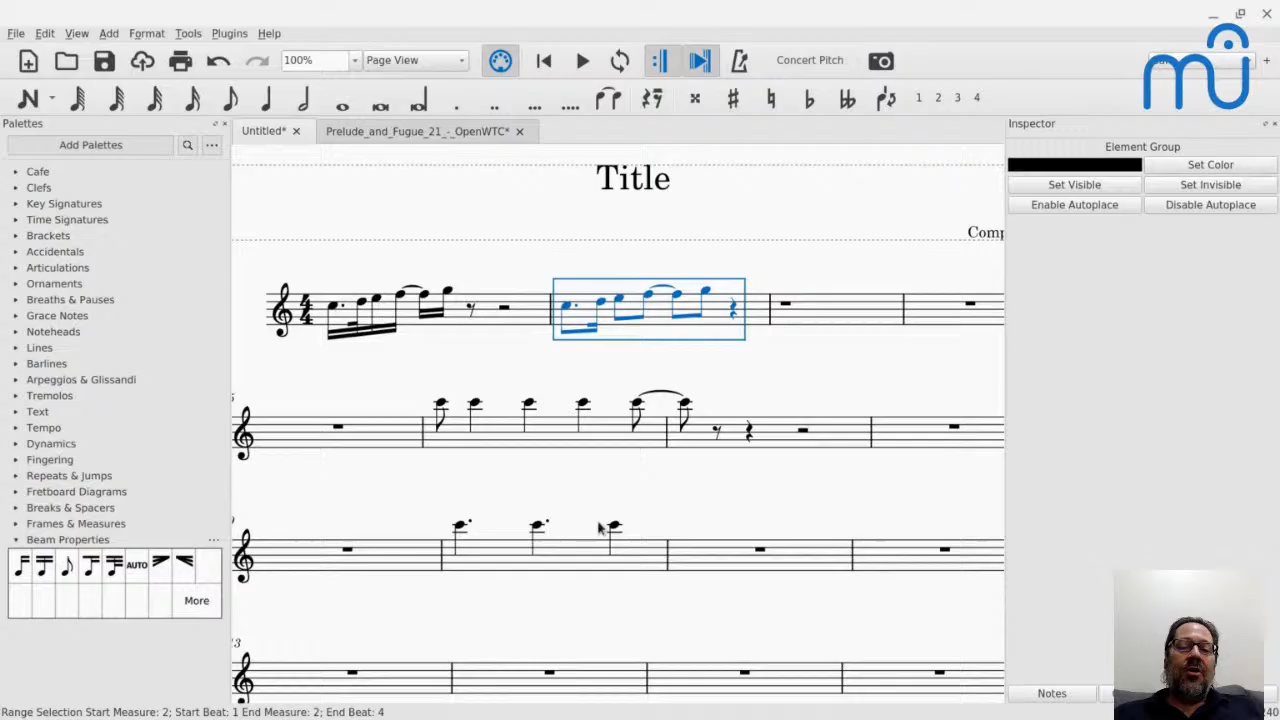 File Edit View Add Format Tools Plugins Help
100% Page View Concert Pitch
1 2 3 4
Palettes
Untitled* Prelude_and_Fugue_21_-_OpenWTC*
Inspector
Add Palettes
Element Group
Set Color
Set Visible Set Invisible
Enable Autoplace Disable Autoplace
Cafe
Clefs
Key Signatures
Time Signatures
Brackets
Accidentals
Articulations
Ornaments
Breaths & Pauses
Grace Notes
Noteheads
Lines
Barlines
Arpeggios & Glissandi
Tremolos
Text
Tempo
Dynamics
Fingering
Repeats & Jumps
Fretboard Diagrams
Breaks & Spacers
Frames & Measures
Beam Properties
AUTO
More
Title
Comp
4
4
13
Notes
Range Selection Start Measure: 2; Start Beat: 1 End Measure: 2; End Beat: 4
240